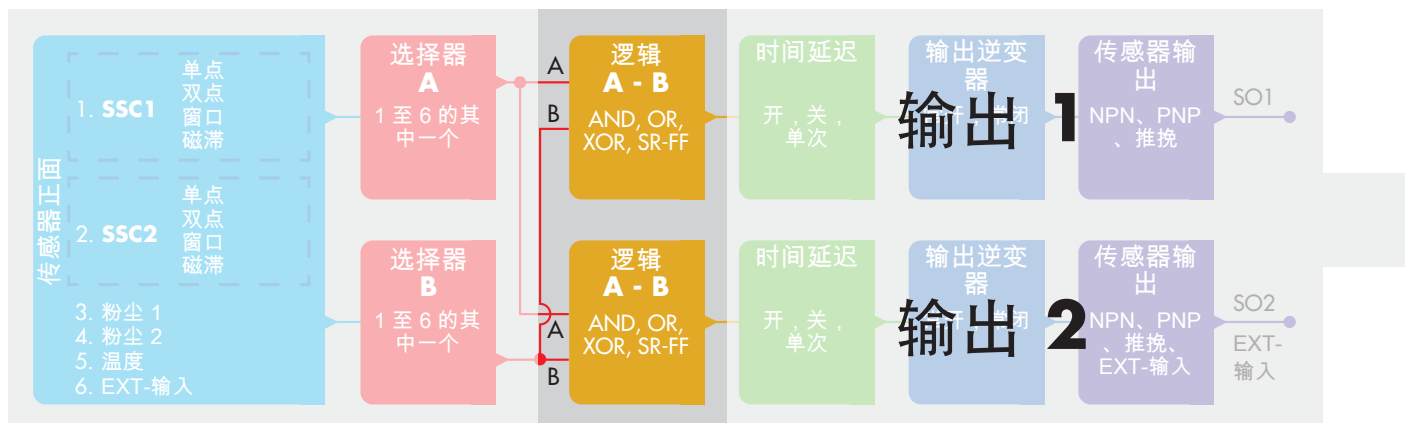 传感器正面
1. SSC1
单点
双点
窗口
磁滞
2. SSC2
单点
双点
窗口
磁滞
3. 粉尘 1
4. 粉尘 2
5. 温度
6. EXT-输入
选择器
A
1 至 6 的其
中一个
选择器
B
1 至 6 的其
中一个
A
B
逻辑
A - B
AND, OR,
XOR, SR-FF
A
B
逻辑
A - B
AND, OR,
XOR, SR-FF
时间延迟
开，关，
单次
输出逆变
器
传感器输
出
NPN、PNP
、推挽
输出 1
SO1
时间延迟
开，关，
单次
输出逆变
器
传感器输
出
NPN、PNP
、推挽、
EXT-输入
输出 2
SO2
EXT-
输入